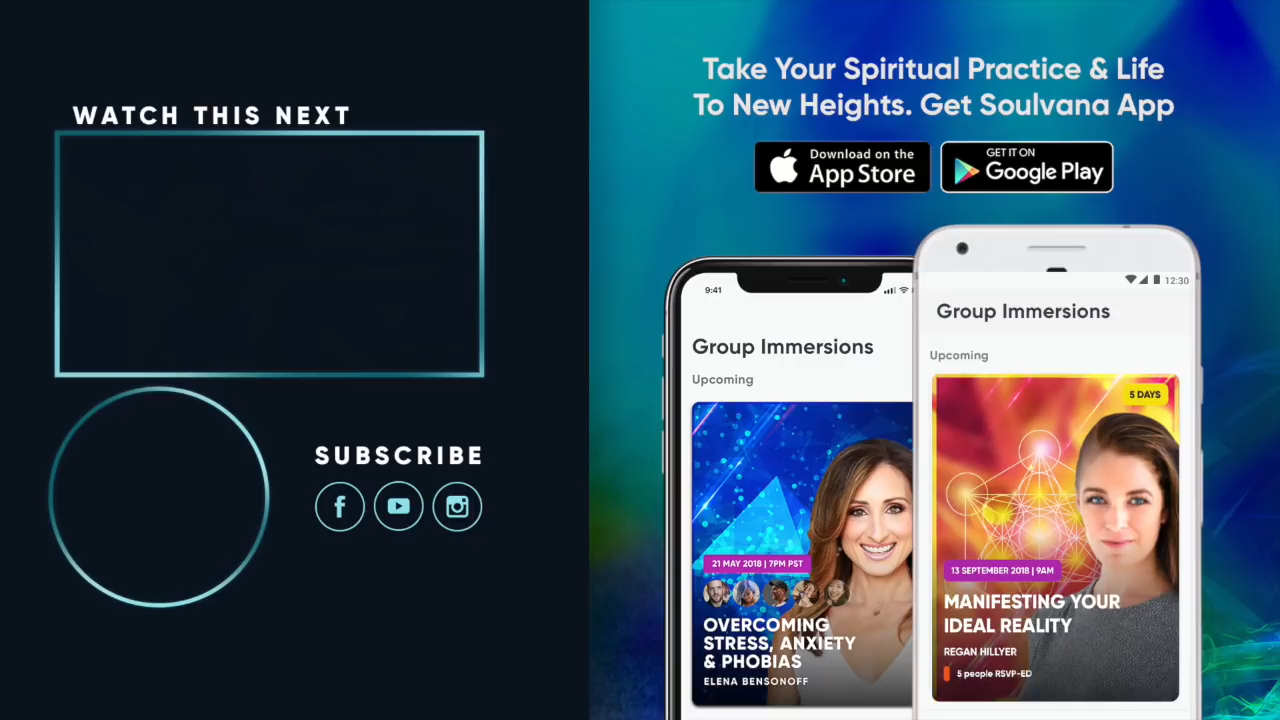 WATCH THIS NEXT
SUBSCRIBE
Take Your Spiritual Practice & Life
To New Heights. Get Soulvana App
Download on the
App Store
GET IT ON
Google Play
9:41
Group Immersions
Upcoming
21 MAY 2018 | 7PM PST
OVERCOMING
STRESS, ANXIETY
& PHOBIAS
ELENA BENSONOFF
12:30
Group Immersions
Upcoming
5 DAYS
13 SEPTEMBER 2018 | 9AM
MANIFESTING YOUR
IDEAL REALITY
REGAN HILLYER
5 people RSVP-ED